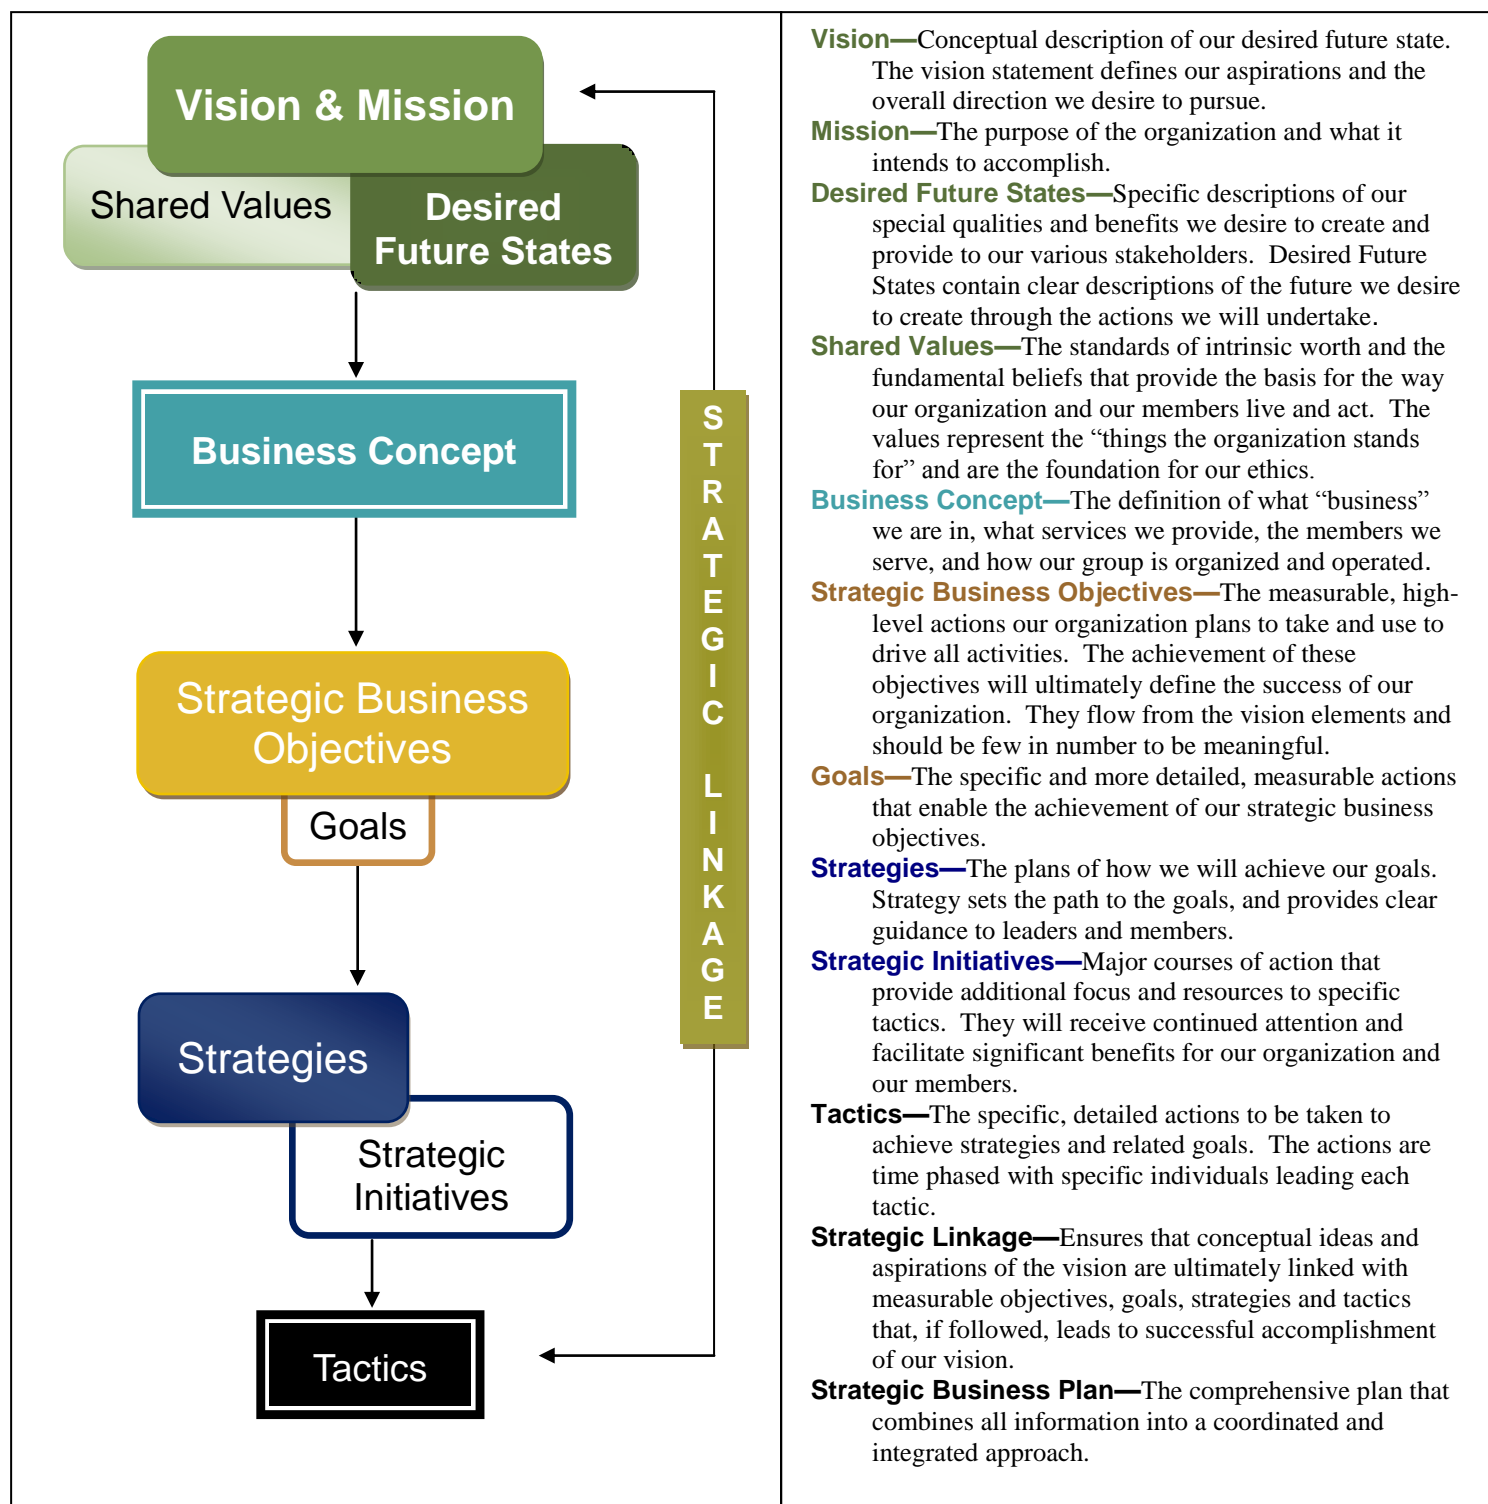 Vision & Mission
Shared Values
Desired
Future States
Business Concept
Strategic Business
Objectives
Goals
Strategies
Strategic
Initiatives
Tactics
STRATEGIC LINKAGE
Vision—Conceptual description of our desired future state.
The vision statement defines our aspirations and the
overall direction we desire to pursue.
Mission—The purpose of the organization and what it
intends to accomplish.
Desired Future States—Specific descriptions of our
special qualities and benefits we desire to create and
provide to our various stakeholders. Desired Future
States contain clear descriptions of the future we desire
to create through the actions we will undertake.
Shared Values—The standards of intrinsic worth and the
fundamental beliefs that provide the basis for the way
our organization and our members live and act. The
values represent the “things the organization stands
for” and are the foundation for our ethics.
Business Concept—The definition of what “business”
we are in, what services we provide, the members we
serve, and how our group is organized and operated.
Strategic Business Objectives—The measurable, high-
level actions our organization plans to take and use to
drive all activities. The achievement of these
objectives will ultimately define the success of our
organization. They flow from the vision elements and
should be few in number to be meaningful.
Goals—The specific and more detailed, measurable actions
that enable the achievement of our strategic business
objectives.
Strategies—The plans of how we will achieve our goals.
Strategy sets the path to the goals, and provides clear
guidance to leaders and members.
Strategic Initiatives—Major courses of action that
provide additional focus and resources to specific
tactics. They will receive continued attention and
facilitate significant benefits for our organization and
our members.
Tactics—The specific, detailed actions to be taken to
achieve strategies and related goals. The actions are
time phased with specific individuals leading each
tactic.
Strategic Linkage—Ensures that conceptual ideas and
aspirations of the vision are ultimately linked with
measurable objectives, goals, strategies and tactics
that, if followed, leads to successful accomplishment
of our vision.
Strategic Business Plan—The comprehensive plan that
combines all information into a coordinated and
integrated approach.